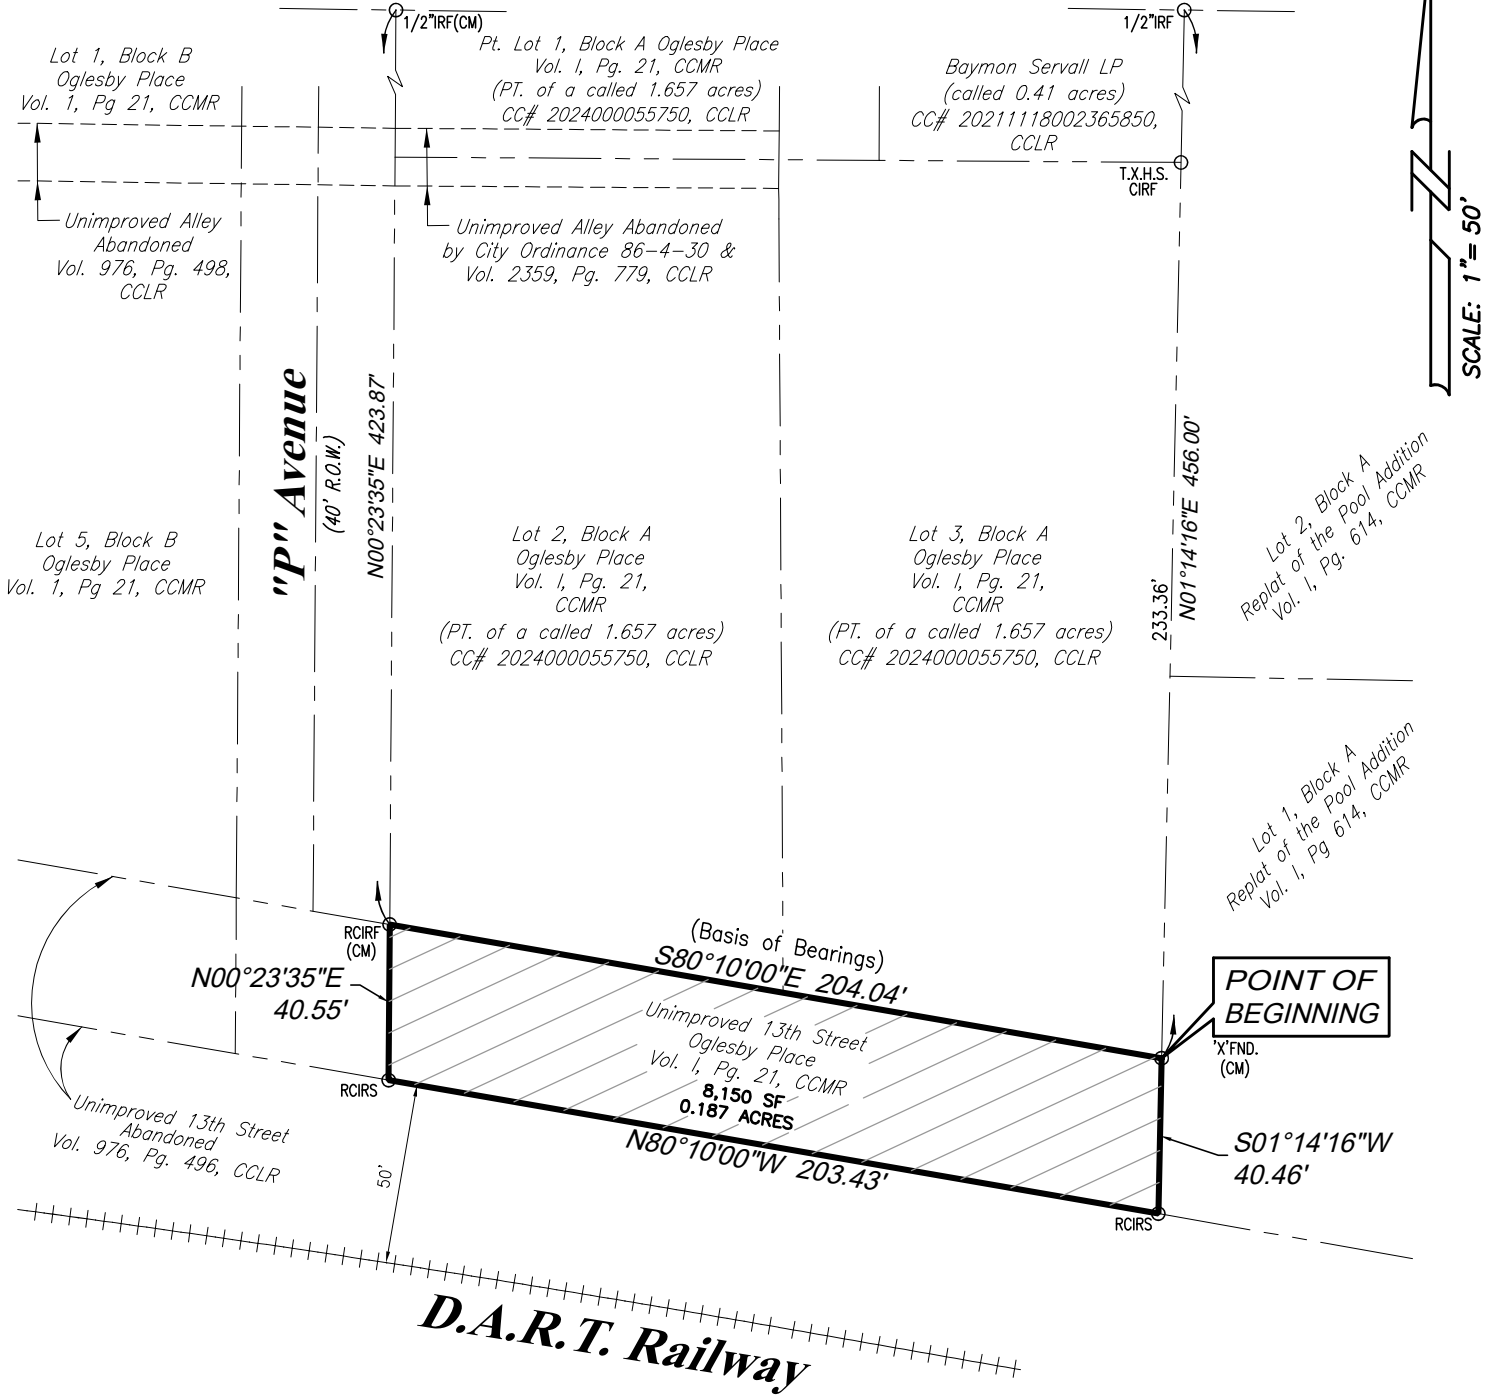 1/2"IRF(CM)
1/2"IRF
Lot 1, Block B
Oglesby Place
Vol. 1, Pg 21, CCMR
Pt. Lot 1, Block A Oglesby Place
Vol. I, Pg. 21, CCMR
(PT. of a called 1.657 acres)
CC# 2024000055750, CCLR
Baymon Servall LP
(called 0.41 acres)
CC# 20211118002365850,
CCLR
T.X.H.S.
CIRF
SCALE: 1"= 50'
Unimproved Alley
Abandoned
Vol. 976, Pg. 498,
CCLR
Unimproved Alley Abandoned
by City Ordinance 86-4-30 &
Vol. 2359, Pg. 779, CCLR
"P" Avenue
(40' R.O.W.)
N00°23'35"E 423.87'
233.36'
N01°14'16"E 456.00'
Lot 5, Block B
Oglesby Place
Vol. 1, Pg 21, CCMR
Lot 2, Block A
Oglesby Place
Vol. I, Pg. 21,
CCMR
(PT. of a called 1.657 acres)
CC# 2024000055750, CCLR
Lot 3, Block A
Oglesby Place
Vol. I, Pg. 21,
CCMR
(PT. of a called 1.657 acres)
CC# 2024000055750, CCLR
Lot 2, Block A
Replat of the Pool Addition
Vol. I, Pg. 614, CCMR
Lot 1, Block A
Replat of the Pool Addition
Vol. I, Pg 614, CCMR
RCIRF
(CM)
(Basis of Bearings)
S80°10'00"E 204.04'
N00°23'35"E
40.55'
POINT OF
BEGINNING
'X'FND.
(CM)
Unimproved 13th Street
Oglesby Place
Vol. I, Pg. 21, CCMR
8,150 SF
0.187 ACRES
N80°10'00"W 203.43'
S01°14'16"W
40.46'
RCIRS
RCIRS
Unimproved 13th Street
Abandoned
Vol. 976, Pg. 496, CCLR
50'
D.A.R.T. Railway